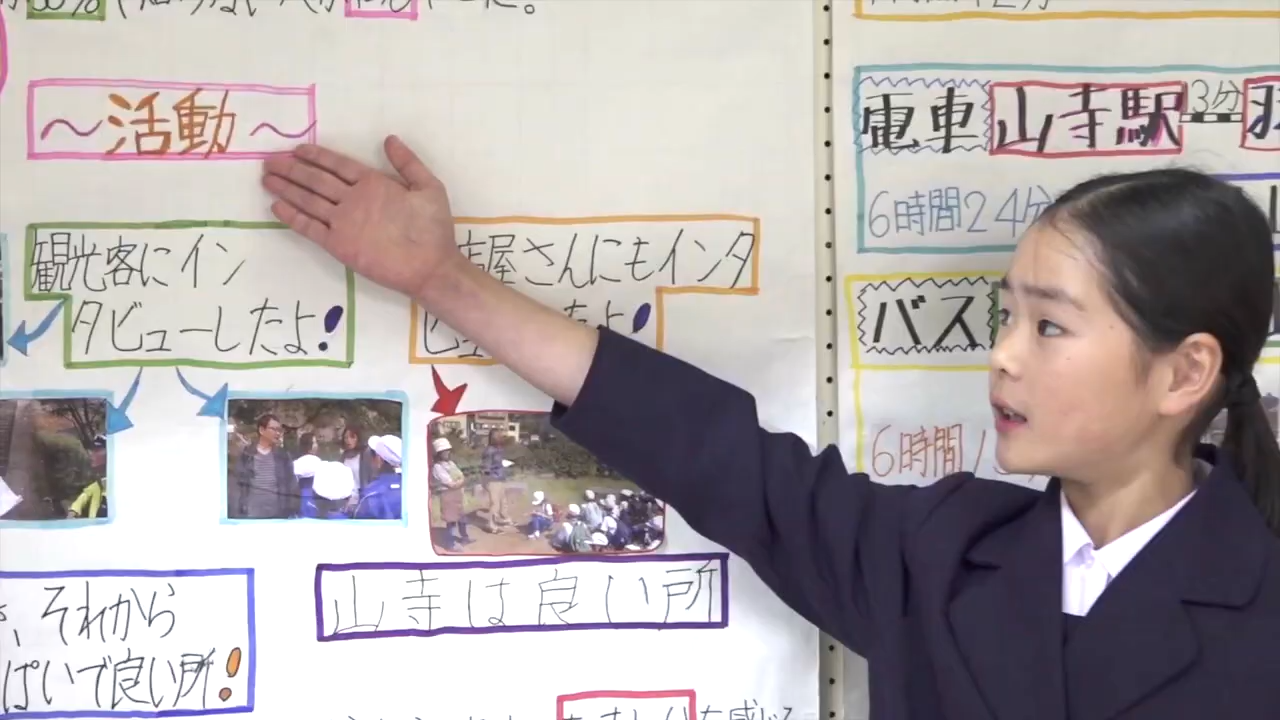 ～活動～
観光客にイン
タビューしたよ!
屋さんにもインタ
たよ!
山寺は良い所
それから
ぱいで良い所!
電車 山寺駅 3分
6時間24分
バス
6時間